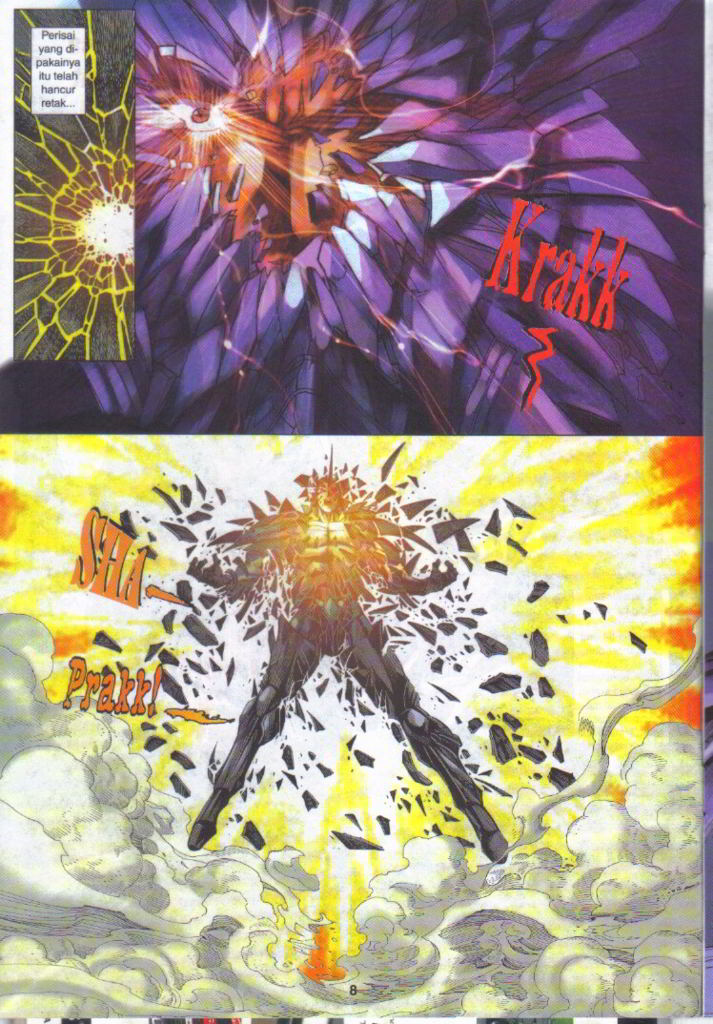 Perisai
yang di-
pakainya
itu telah
hancur
retak...
Krakk
SHA
Prakk!
8